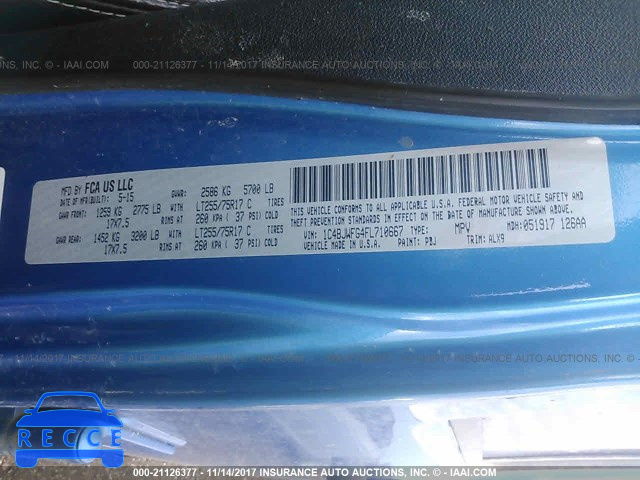 000-21126377 - 11/14/2017 INSURANCE AUTO AUCTIONS, INC. - © IAAI.COM
MFD BY FCA US LLC
DATE OF MFR(BUILT): 5-15
GVWR: 2586 KG 5700 LB
GAWR FRONT: 1259 KG 2775 LB WITH LT255/75R17 C TIRES
17X7.5 RIMS AT 260 KPA ( 37 PSI) COLD
GAWR REAR: 1452 KG 3200 LB WITH LT255/75R17 C TIRES
17X7.5 RIMS AT 260 KPA ( 37 PSI) COLD
THIS VEHICLE CONFORMS TO ALL APPLICABLE U.S.A. FEDERAL MOTOR VEHICLE SAFETY AND
THEFT PREVENTION STANDARDS IN EFFECT ON THE DATE OF MANUFACTURE SHOWN ABOVE.
VIN: 1C4BJWFG4FL710667 TYPE: MPV MDH: 051917 126AA
PAINT: PBJ TRIM: ALX9
RECCE
000-21126377 - 11/14/2017 INSURANCE AUTO AUCTIONS, INC. - © IAAI.COM